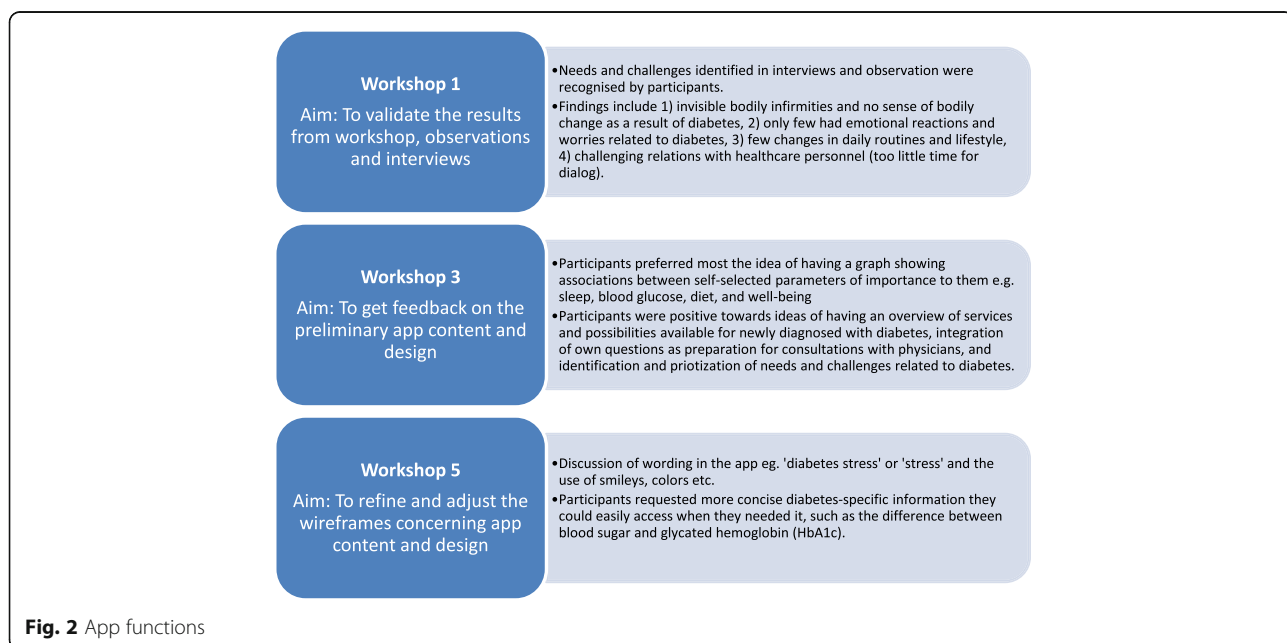 Workshop 1
Aim: To validate the results
from workshop, observations
and interviews
•Needs and challenges identified in interviews and observation were
recognised by participants.
•Findings include 1) invisible bodily infirmities and no sense of bodily
change as a result of diabetes, 2) only few had emotional reactions and
worries related to diabetes, 3) few changes in daily routines and lifestyle,
4) challenging relations with healthcare personnel (too little time for
dialog).
Workshop 3
Aim: To get feedback on the
preliminary app content and
design
•Participants preferred most the idea of having a graph showing
associations between self-selected parameters of importance to them e.g.
sleep, blood glucose, diet, and well-being
•Participants were positive towards ideas of having an overview of services
and possibilities available for newly diagnosed with diabetes, integration
of own questions as preparation for consultations with physicians, and
identification and priotization of needs and challenges related to diabetes.
Workshop 5
Aim: To refine and adjust the
wireframes concerning app
content and design
•Discussion of wording in the app eg. 'diabetes stress' or 'stress' and the
use of smileys, colors etc.
•Participants requested more concise diabetes-specific information they
could easily access when they needed it, such as the difference between
blood sugar and glycated hemoglobin (HbA1c).
Fig. 2 App functions